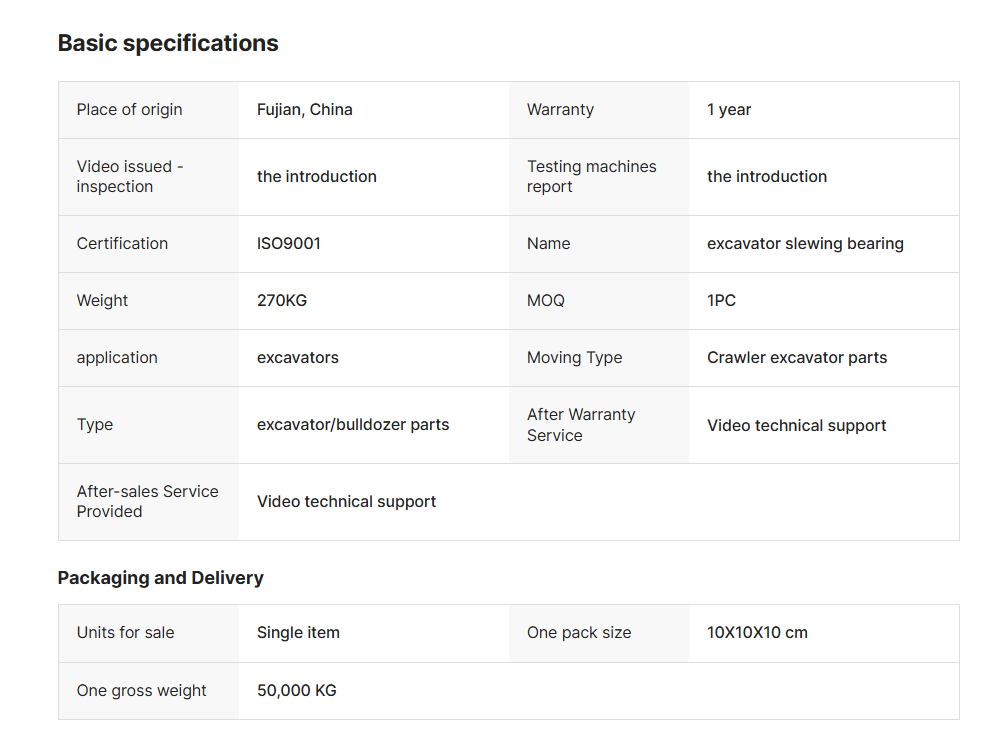 Basic specifications
Place of origin
Fujian, China
Warranty
1 year
Video issued -
inspection
the introduction
Testing machines
report
the introduction
Certification
ISO9001
Name
excavator slewing bearing
Weight
270KG
MOQ
1PC
application
excavators
Moving Type
Crawler excavator parts
Type
excavator/bulldozer parts
After Warranty
Service
Video technical support
After-sales Service
Provided
Video technical support
Packaging and Delivery
Units for sale
Single item
One pack size
10X10X10 cm
One gross weight
50,000 KG